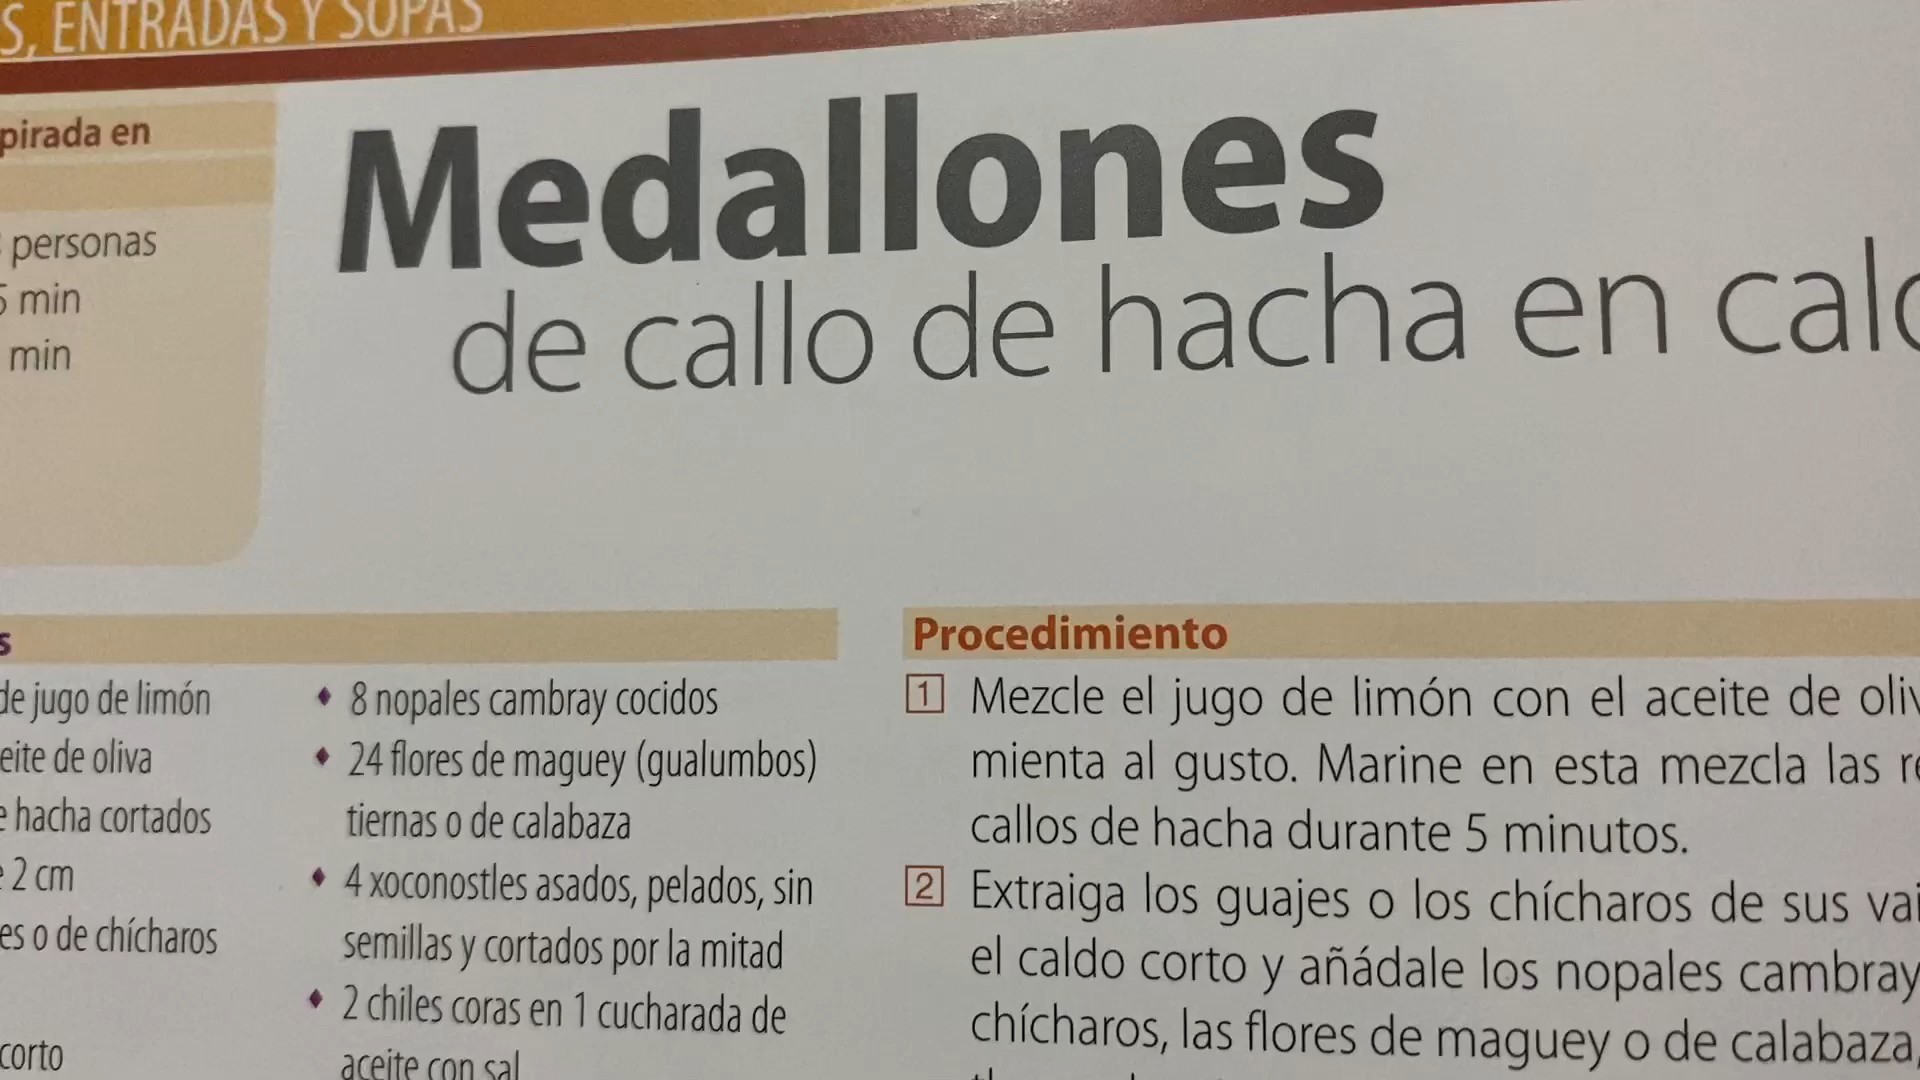 S, ENTRADAS Y SOPAS
pirada en
personas
5 min
min
Medallones
de callo de hacha en cald
s
de jugo de limón
eite de oliva
e hacha cortados
e 2 cm
es o de chícharos
corto
8 nopales cambray cocidos
24 flores de maguey (gualumbos)
tiernas o de calabaza
4 xoconostles asados, pelados, sin
semillas y cortados por la mitad
2 chiles coras en 1 cucharada de
aceite con sal
Procedimiento
1 Mezcle el jugo de limón con el aceite de oliv
mienta al gusto. Marine en esta mezcla las re
callos de hacha durante 5 minutos.
2 Extraiga los guajes o los chícharos de sus vai
el caldo corto y añádale los nopales cambray
chícharos, las flores de maguey o de calabaza,